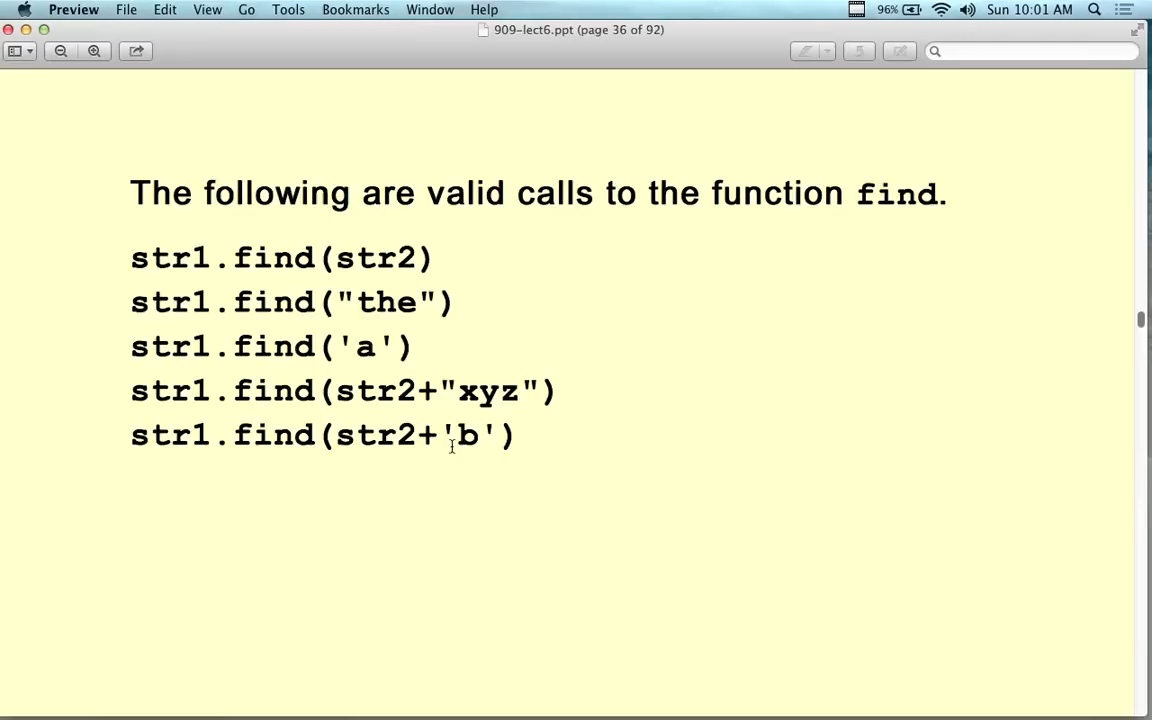 Preview File Edit View Go Tools Bookmarks Window Help 96% Sun 10:01 AM
909-lect6.ppt (page 36 of 92)
The following are valid calls to the function find.
str1.find(str2)
str1.find("the")
str1.find('a')
str1.find(str2+"xyz")
str1.find(str2+'b')